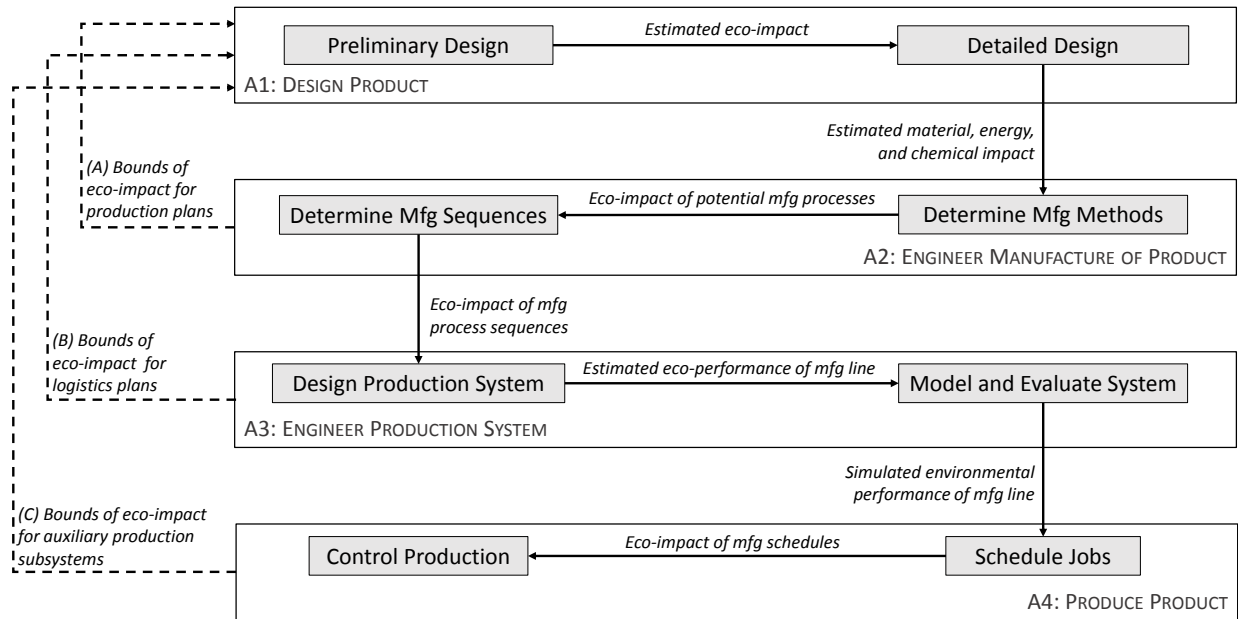 Estimated eco-impact
Preliminary Design
Detailed Design
A1: DESIGN PRODUCT
Estimated material, energy,
and chemical impact
(A) Bounds of
eco-impact for
production plans
Eco-impact of potential mfg processes
Determine Mfg Sequences
Determine Mfg Methods
A2: ENGINEER MANUFACTURE OF PRODUCT
Eco-impact of mfg
process sequences
(B) Bounds of
eco-impact for
logistics plans
Estimated eco-performance of mfg line
Design Production System
Model and Evaluate System
A3: ENGINEER PRODUCTION SYSTEM
Simulated environmental
performance of mfg line
(C) Bounds of eco-impact
for auxiliary production
subsystems
Eco-impact of mfg schedules
Control Production
Schedule Jobs
A4: PRODUCE PRODUCT